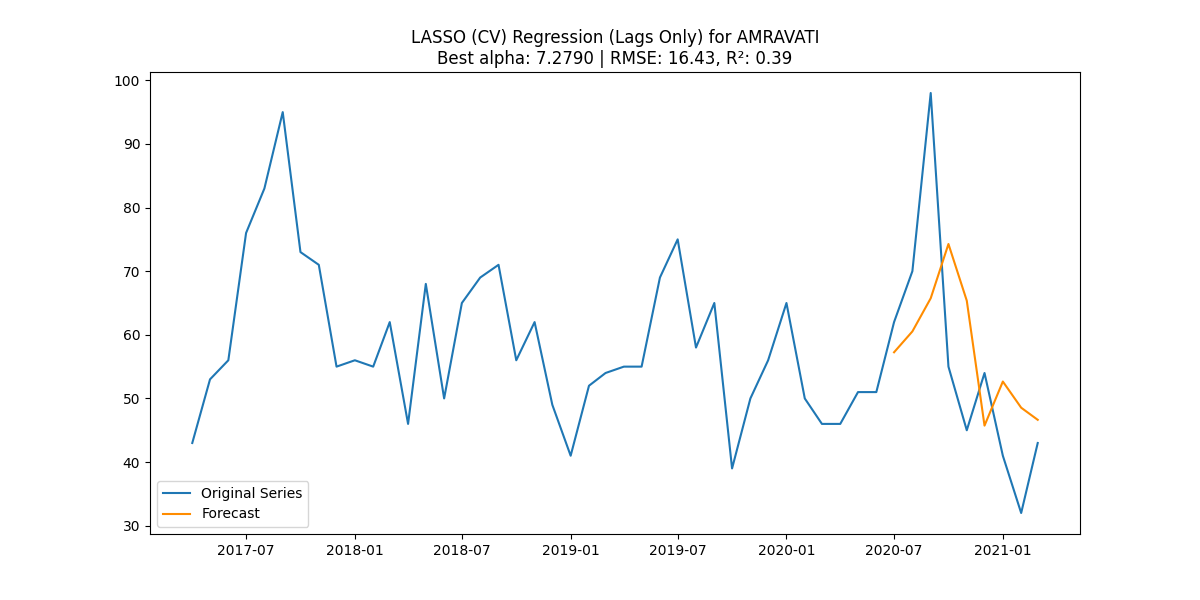 LASSO (CV) Regression (Lags Only) for AMRAVATI
Best alpha: 7.2790 | RMSE: 16.43, R²: 0.39
100
90
80
70
60
50
40
30
Original Series
Forecast
2017-07 2018-01 2018-07 2019-01 2019-07 2020-01 2020-07 2021-01